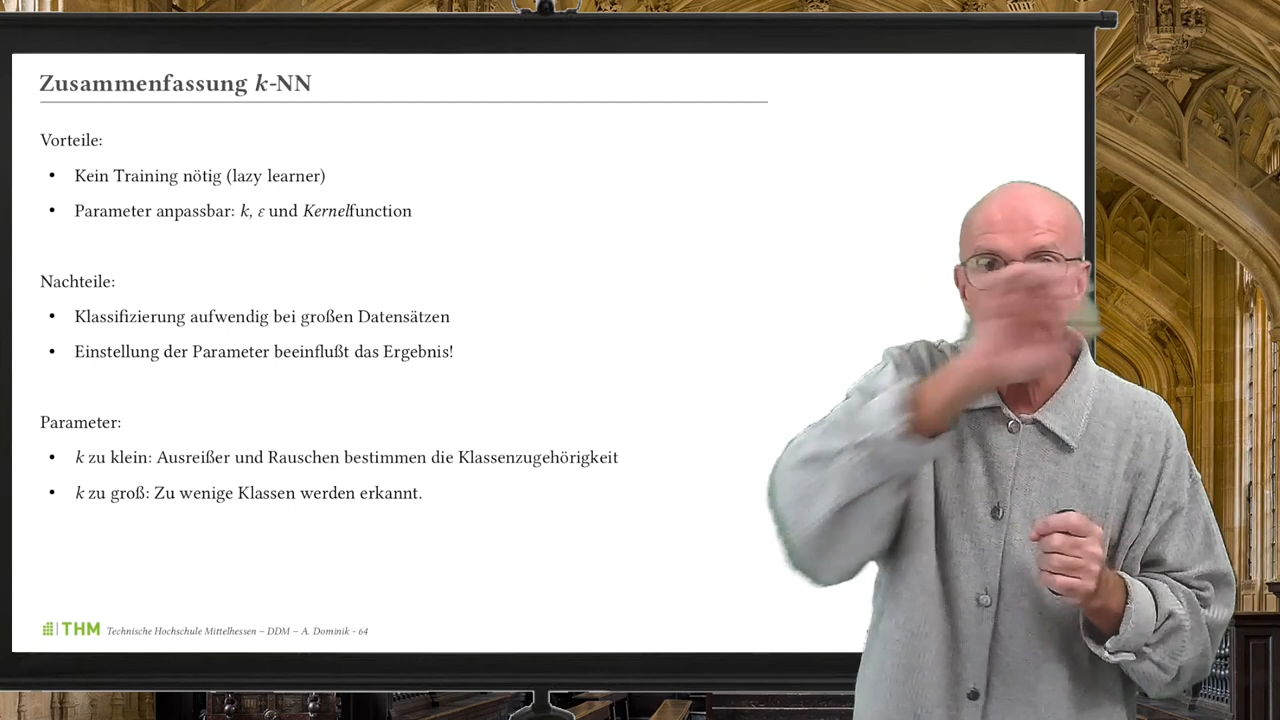 Zusammenfassung k-NN
Vorteile:
• Kein Training nötig (lazy learner)
• Parameter anpassbar: k, ε und Kernelfunction
Nachteile:
• Klassifizierung aufwendig bei großen Datensätzen
• Einstellung der Parameter beeinflußt das Ergebnis!
Parameter:
• k zu klein: Ausreißer und Rauschen bestimmen die Klassenzugehörigkeit
• k zu groß: Zu wenige Klassen werden erkannt.
THM Technische Hochschule Mittelhessen – DDM – A. Dominik - 64